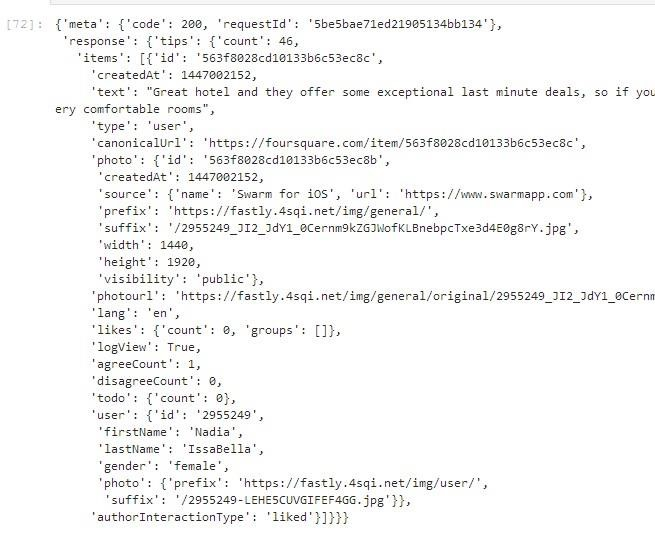 [72]: {'meta': {'code': 200, 'requestId': '5be5bae71ed21905134bb134'},
'response': {'tips': {'count': 46,
'items': [{'id': '563f8028cd10133b6c53ec8c',
'createdAt': 1447002152,
'text': "Great hotel and they offer some exceptional last minute deals, so if you
ery comfortable rooms",
'type': 'user',
'canonicalUrl': 'https://foursquare.com/item/563f8028cd10133b6c53ec8c',
'photo': {'id': '563f8028cd10133b6c53ec8b',
'createdAt': 1447002152,
'source': {'name': 'Swarm for iOS', 'url': 'https://www.swarmapp.com'},
'prefix': 'https://fastly.4sqi.net/img/general/',
'suffix': '/2955249_JI2_JdY1_0Cernm9kZGJWofKLBnebpcTxe3d4E0g8rY.jpg',
'width': 1440,
'height': 1920,
'visibility': 'public'},
'photourl': 'https://fastly.4sqi.net/img/general/original/2955249_JI2_JdY1_0Cernm
'lang': 'en',
'likes': {'count': 0, 'groups': []},
'logView': True,
'agreeCount': 1,
'disagreeCount': 0,
'todo': {'count': 0},
'user': {'id': '2955249',
'firstName': 'Nadia',
'lastName': 'IssaBella',
'gender': 'female',
'photo': {'prefix': 'https://fastly.4sqi.net/img/user/',
'suffix': '/2955249-LEHE5CUVGIFEF4GG.jpg'}},
'authorInteractionType': 'liked'}]}}}